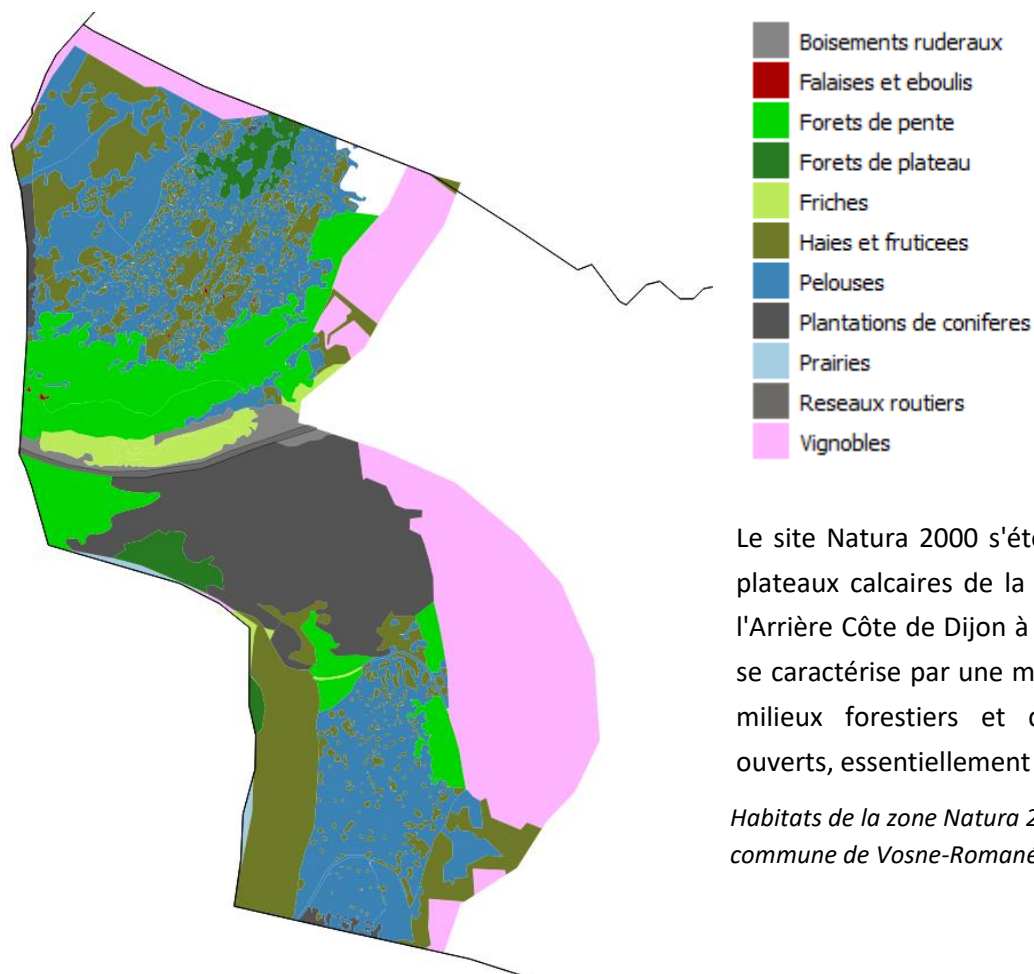 Boisements ruderaux
Falaises et eboulis
Forets de pente
Forets de plateau
Friches
Haies et fruticees
Pelouses
Plantations de coniferes
Prairies
Reseaux routiers
Vignobles
Le site Natura 2000 s'éte
plateaux calcaires de la
l'Arrière Côte de Dijon à
se caractérise par une m
milieux forestiers et
ouverts, essentiellement
Habitats de la zone Natura 2
commune de Vosne-Romané